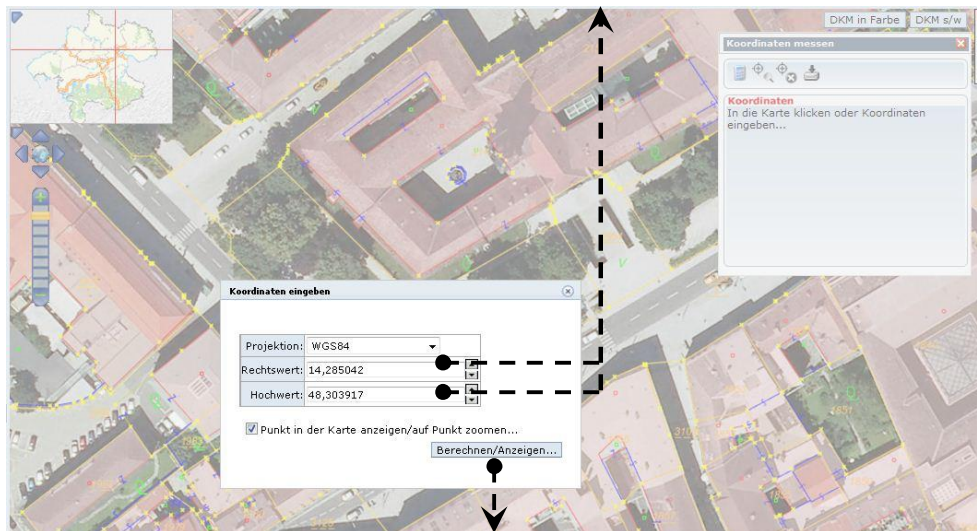 DKM in Farbe DKM s/w
Koordinaten messen
Koordinaten
In die Karte klicken oder Koordinaten
eingeben...
Koordinaten eingeben
Projektion: WGS84
Rechtswert: 14,285042
Hochwert: 48,303917
Punkt in der Karte anzeigen/auf Punkt zoomen...
Berechnen/Anzeigen...